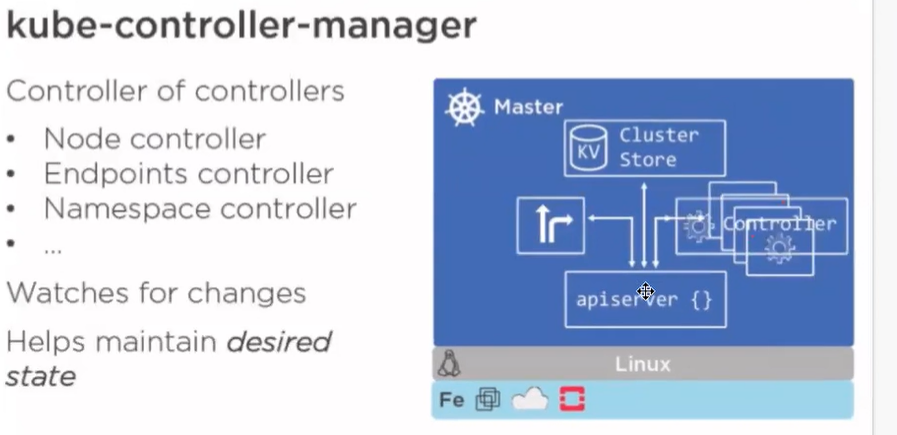 kube-controller-manager
Controller of controllers
• Node controller
• Endpoints controller
• Namespace controller
• ...
Watches for changes
Helps maintain desired
state
Master
KV
Cluster
Store
Controller
apiserver {}
Linux
Fe